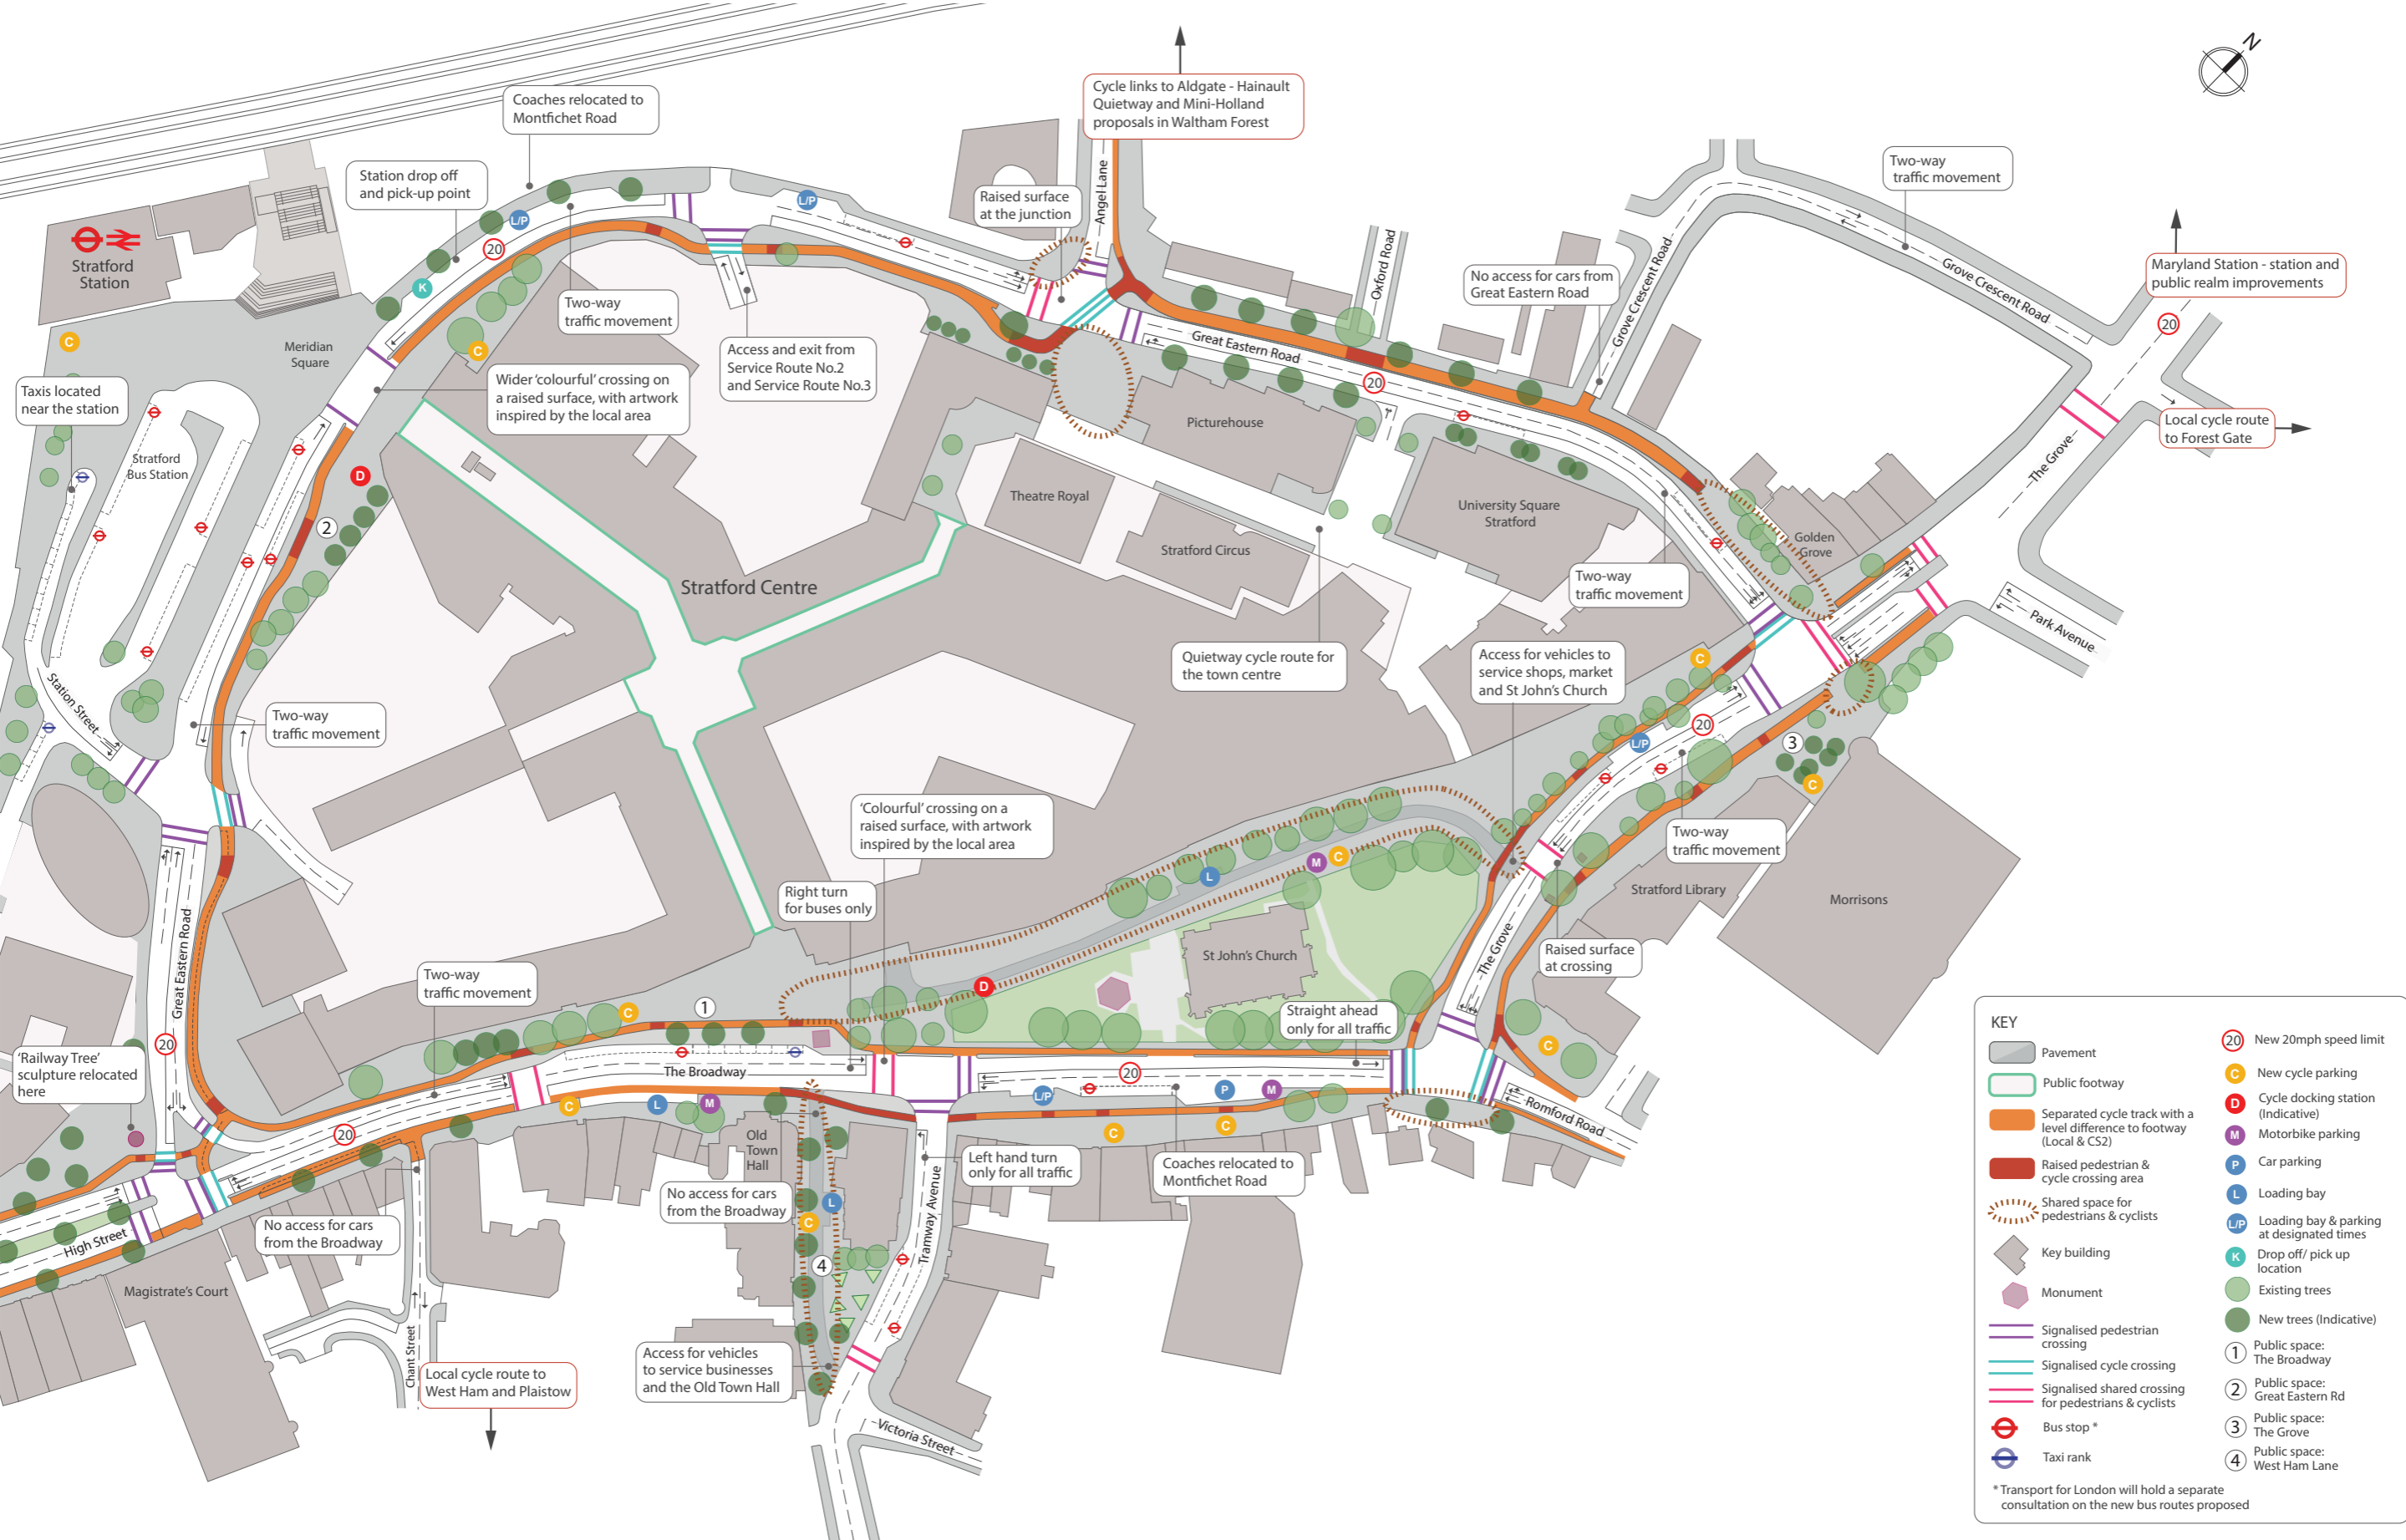 N
Cycle links to Aldgate - Hainault
Quietway and Mini-Holland
proposals in Waltham Forest
Coaches relocated to
Montfichet Road
Station drop off
and pick-up point
Two-way
traffic movement
Raised surface
at the junction
Angel Lane
L/P
L/P
20
K
Stratford
Station
Oxford Road
No access for cars from
Great Eastern Road
Grove Crescent Road
Grove Crescent Road
Maryland Station - station and
public realm improvements
20
Two-way
traffic movement
Meridian
Square
C
C
Access and exit from
Service Route No.2
and Service Route No.3
Great Eastern Road
20
Taxis located
near the station
Wider ‘colourful’ crossing on
a raised surface, with artwork
inspired by the local area
Picturehouse
Local cycle route
to Forest Gate
The Grove
Stratford
Bus Station
D
2
Theatre Royal
University Square
Stratford
Stratford Circus
Golden
Grove
Stratford Centre
Two-way
traffic movement
Park Avenue
Quietway cycle route for
the town centre
Access for vehicles to
service shops, market
and St John’s Church
C
Station Street
Two-way
traffic movement
20
L/P
3
C
‘Colourful’ crossing on a
raised surface, with artwork
inspired by the local area
Two-way
traffic movement
M
C
L
Right turn
for buses only
Stratford Library
Morrisons
Great Eastern Road
The Grove
Raised surface
at crossing
St John’s Church
Two-way
traffic movement
D
1
C
Straight ahead
only for all traffic
C
20
‘Railway Tree’
sculpture relocated
here
The Broadway
20
L/P
P
M
C
L
M
Romford Road
C
C
20
Old
Town
Hall
Left hand turn
only for all traffic
Coaches relocated to
Montfichet Road
No access for cars
from the Broadway
L
C
Tramway Avenue
No access for cars
from the Broadway
High Street
4
Magistrate’s Court
Chant Street
Local cycle route to
West Ham and Plaistow
Access for vehicles
to service businesses
and the Old Town Hall
Victoria Street
KEY
Pavement
Public footway
Separated cycle track with a
level difference to footway
(Local & CS2)
Raised pedestrian &
cycle crossing area
Shared space for
pedestrians & cyclists
Key building
Monument
Signalised pedestrian
crossing
Signalised cycle crossing
Signalised shared crossing
for pedestrians & cyclists
Bus stop *
Taxi rank
20 New 20mph speed limit
C New cycle parking
D Cycle docking station
(Indicative)
M Motorbike parking
P Car parking
L Loading bay
L/P Loading bay & parking
at designated times
K Drop off/ pick up
location
Existing trees
New trees (Indicative)
1 Public space:
The Broadway
2 Public space:
Great Eastern Rd
3 Public space:
The Grove
4 Public space:
West Ham Lane
* Transport for London will hold a separate
consultation on the new bus routes proposed